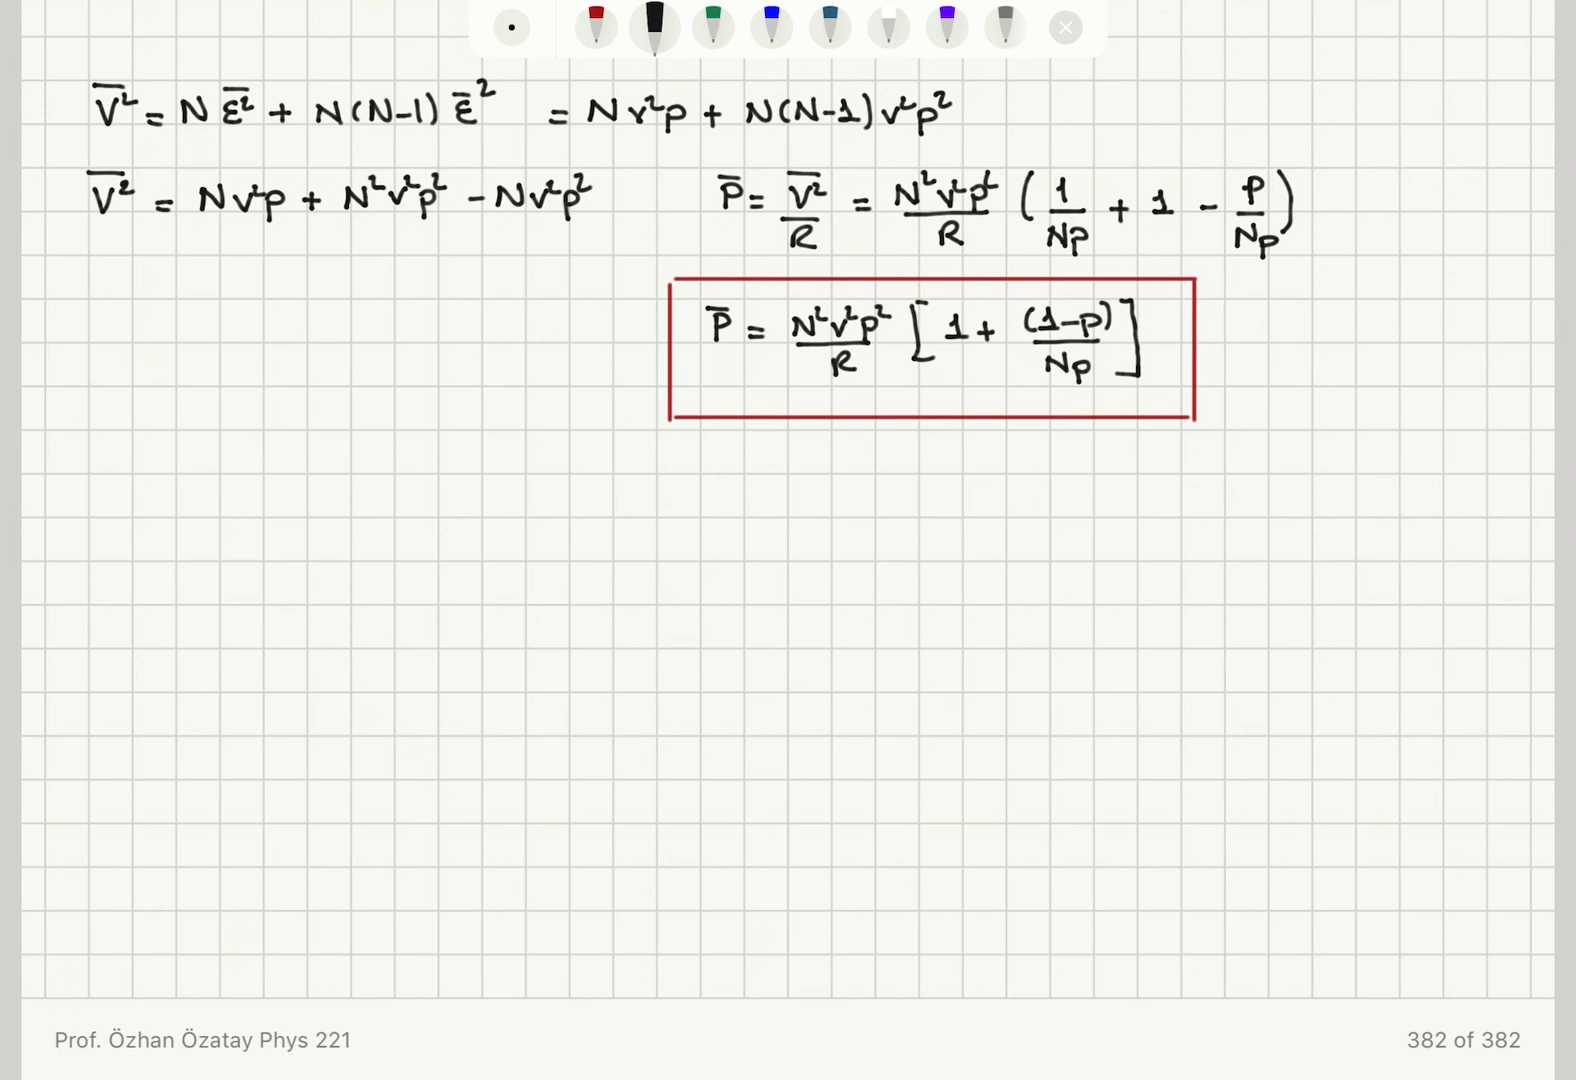 V̅² = N ε̅² + N(N-1) ε̅² = N v²p + N(N-1) v²p²
V̅² = N v²p + N²v²p² - N v²p² P̅ = V̅²/R = N²v²p²/R (1/Np + 1 - P/Np)
P̅ = N²v²p²/R [1 + (1-p)/Np]
Prof. Özhan Özatay Phys 221
382 of 382